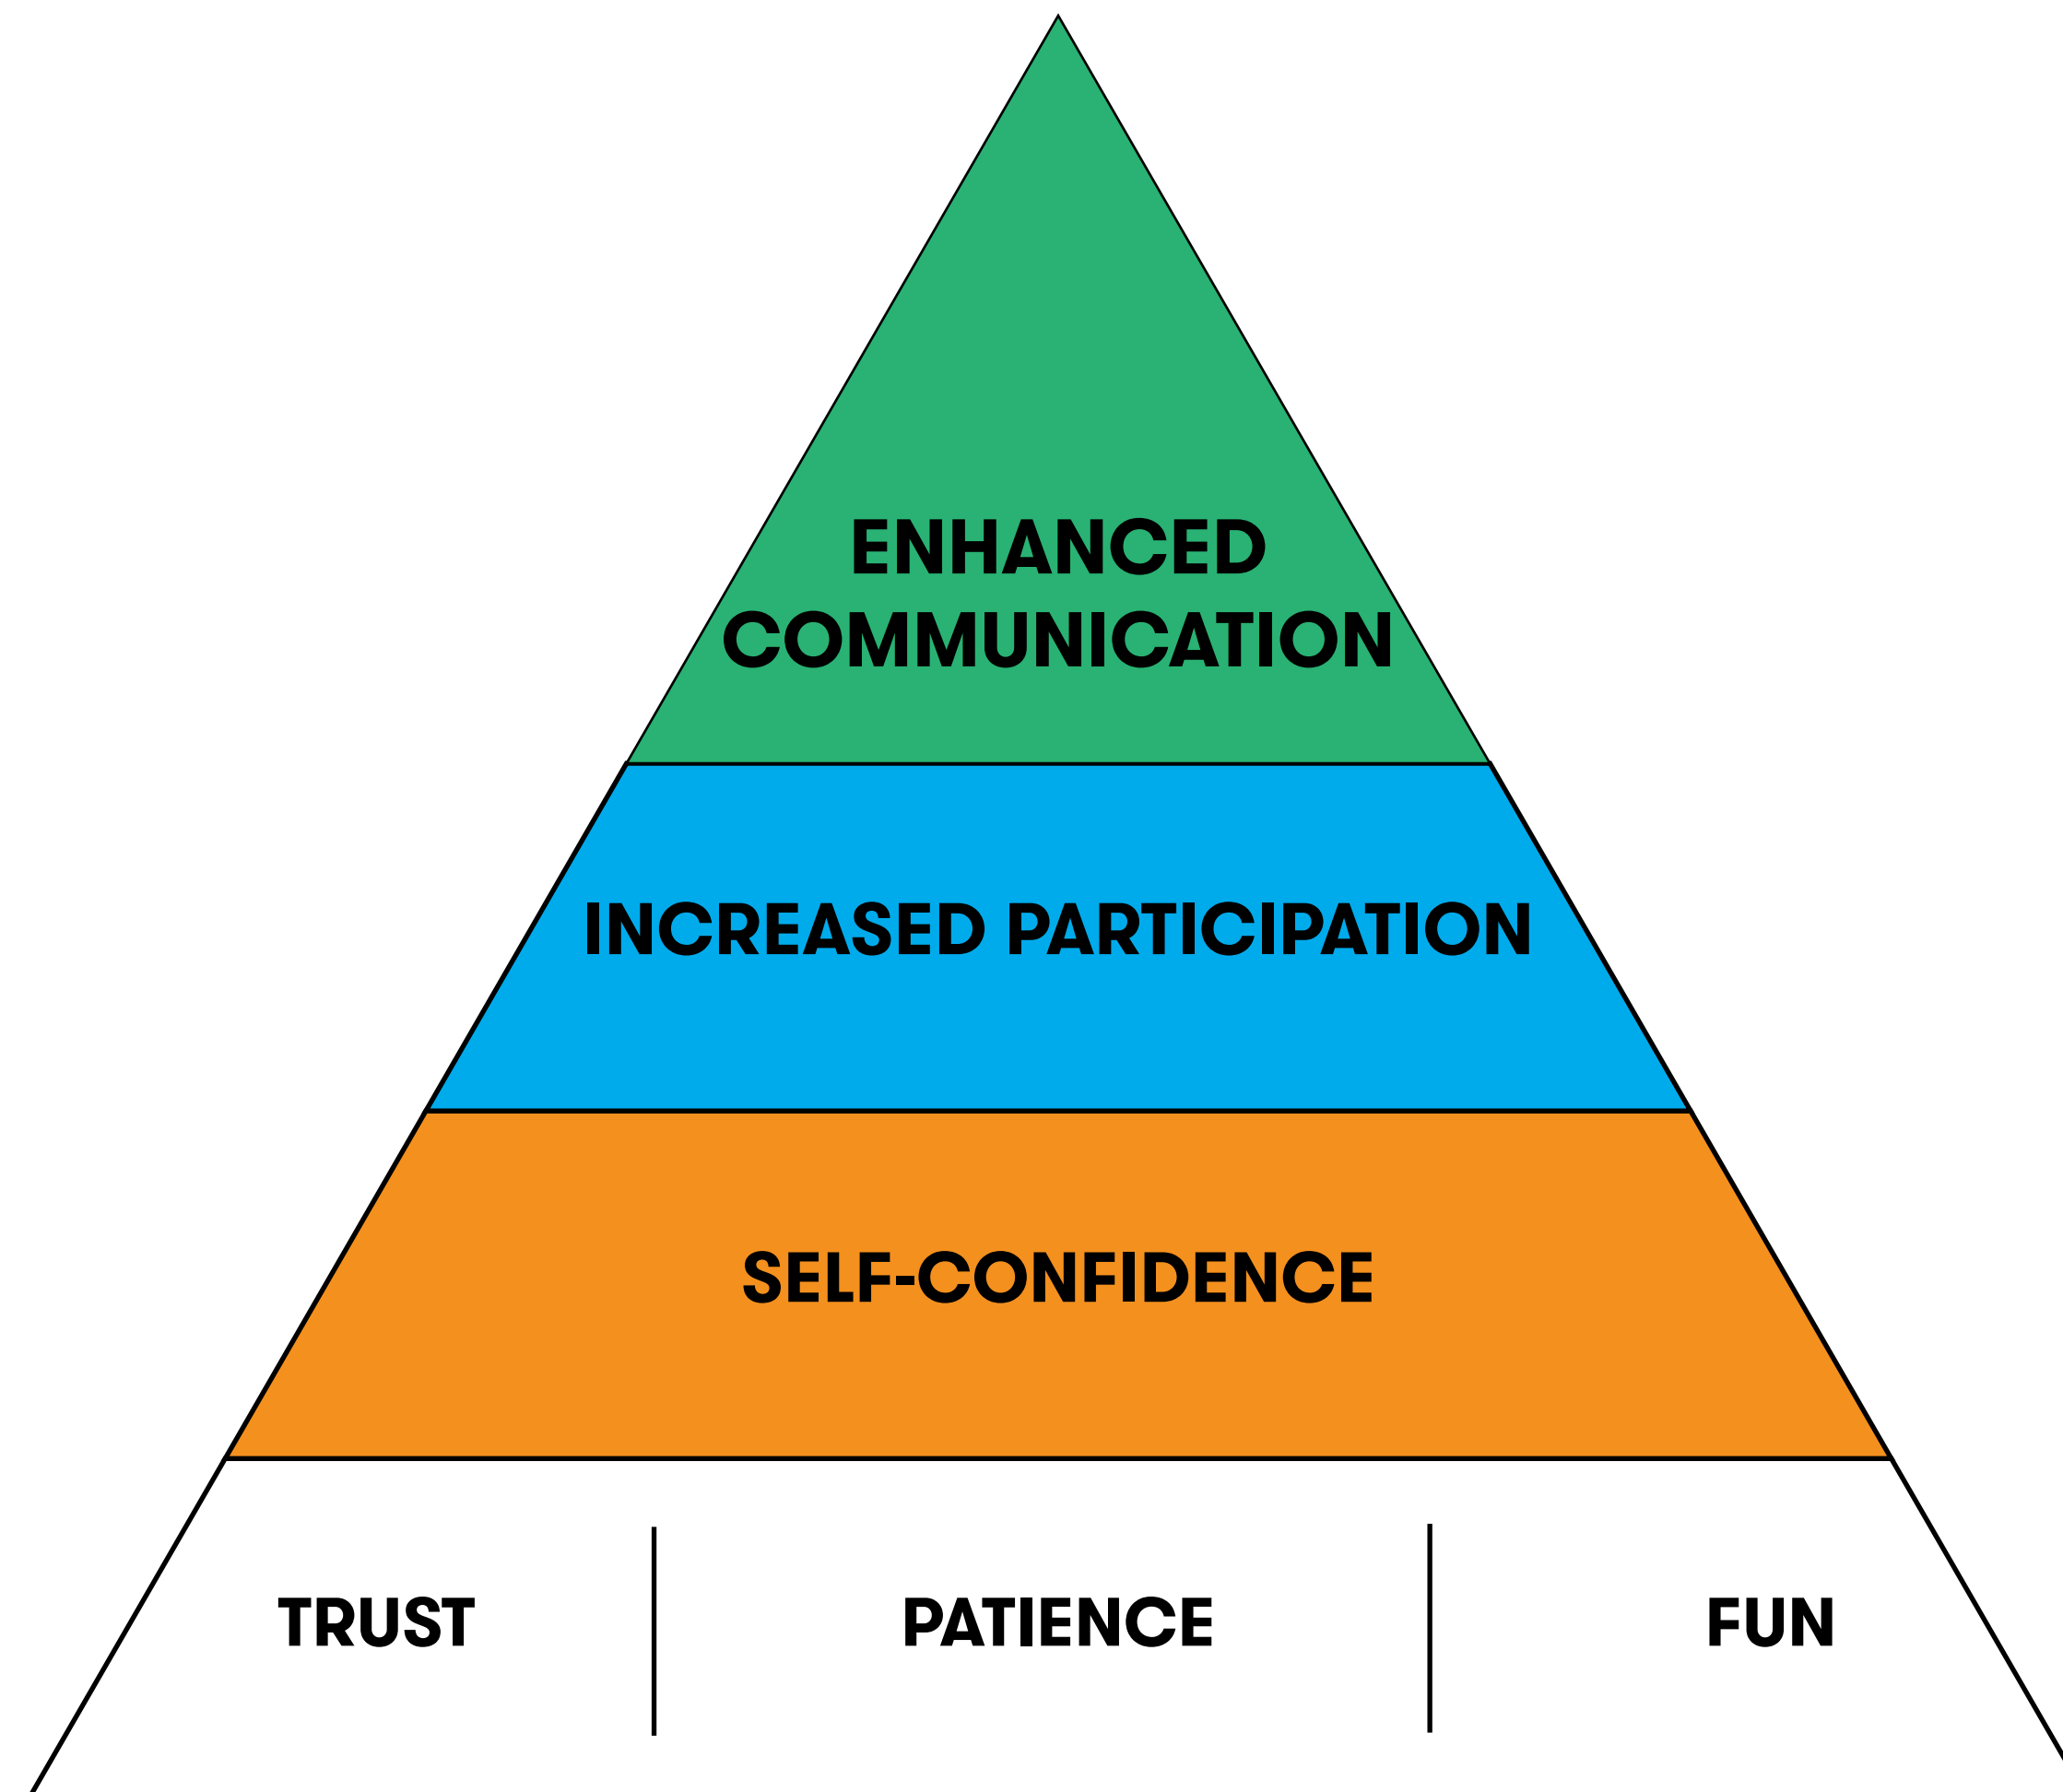 ENHANCED
COMMUNICATION
INCREASED PARTICIPATION
SELF-CONFIDENCE
TRUST
PATIENCE
FUN